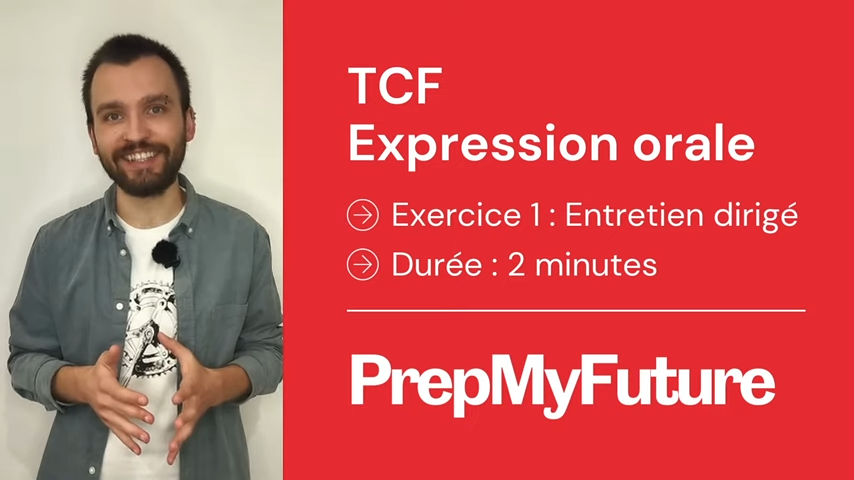 TCF
Expression orale
Exercice 1 : Entretien dirigé
Durée : 2 minutes
PrepMyFuture